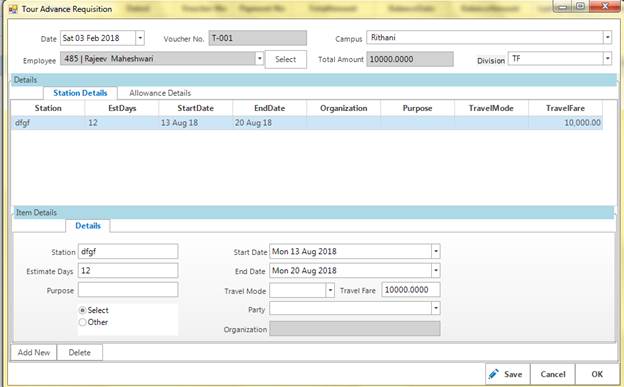 Tour Advance Requisition
Date Sat 03 Feb 2018 Voucher No. T-001 Campus Rithani
Employee 485 | Rajeev Maheshwari Select Total Amount 10000.0000 Division TF
Details
Station Details Allowance Details
Station EstDays StartDate EndDate Organization Purpose TravelMode TravelFare
dfgf 12 13 Aug 18 20 Aug 18 10,000.00
Item Details
Details
Station dfgf Start Date Mon 13 Aug 2018
Estimate Days 12 End Date Mon 20 Aug 2018
Purpose Travel Mode Travel Fare 10000.0000
Select Party
Other
Organization
Add New Delete
Save Cancel OK